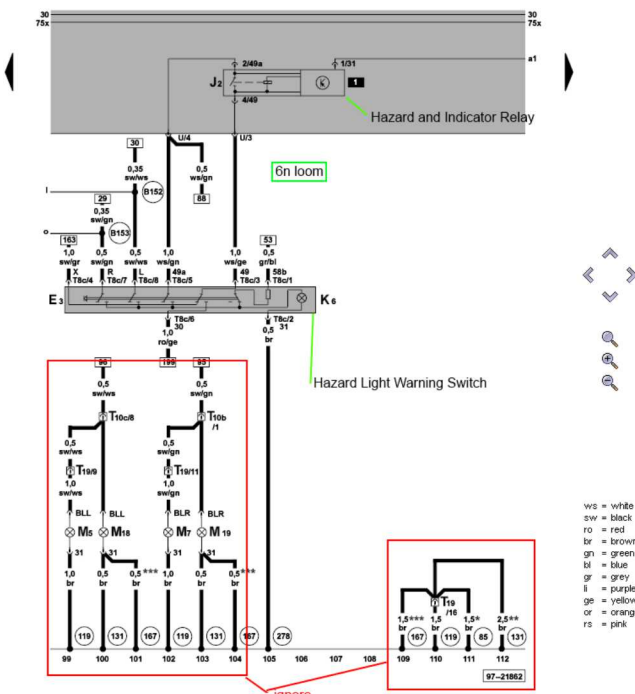 30
75x
30
75x
2/49a
1/31
a1
J2
1
4/49
Hazard and Indicator Relay
U/4
U/3
30
0,35
sw/ws
0,5
ws/gn
88
6n loom
I
B152
29
0,35
sw/gn
o
B153
163
53
1,0
sw/gr
0,5
sw/gn
0,5
sw/ws
1,0
ws/gn
1,0
ws/ge
0,5
gr/bl
X
T8c/4
R
T8c/7
L
T8c/8
49a
T8c/5
49
T8c/3
58b
T8c/1
E3
K6
T8c/6
30
T8c/2
31
1,0
ro/ge
0,5
br
Hazard Light Warning Switch
0,5
sw/ws
0,5
sw/gn
T10c/8
T10b
/1
0,5
sw/ws
0,5
sw/gn
T19/9
T19/11
1,0
sw/ws
1,0
sw/gn
BLL
BLL
BLR
BLR
M5
M18
M7
M19
31
31
31
31
1,0
br
0,5
br
0,5***
br
1,0
br
0,5
br
0,5***
br
119
131
167
119
131
167
278
T19
/16
1,5***
br
1,5
br
1,5*
br
2,5**
br
167
119
85
131
99
100
101
102
103
104
105
106
107
108
109
110
111
112
97-21862
ws = white
sw = black
ro = red
br = brown
gn = green
bl = blue
gr = grey
li = purple
ge = yellow
or = orang
rs = pink